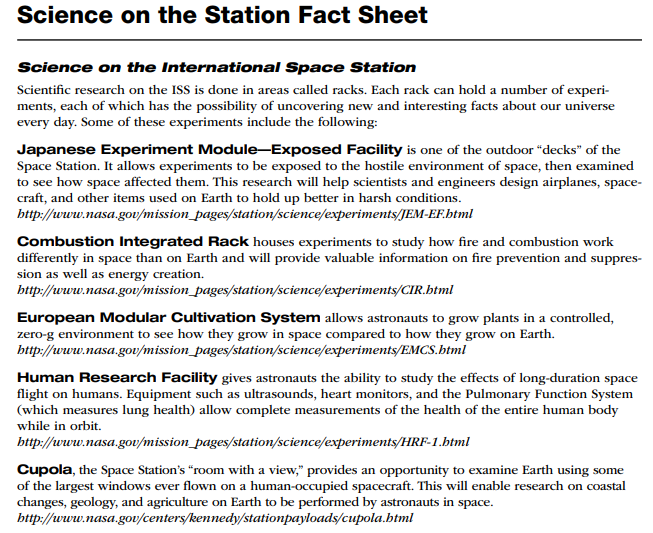 Science on the Station Fact Sheet
Science on the International Space Station
Scientific research on the ISS is done in areas called racks. Each rack can hold a number of experi-
ments, each of which has the possibility of uncovering new and interesting facts about our universe
every day. Some of these experiments include the following:
Japanese Experiment Module—Exposed Facility is one of the outdoor “decks” of the
Space Station. It allows experiments to be exposed to the hostile environment of space, then examined
to see how space affected them. This research will help scientists and engineers design airplanes, space-
craft, and other items used on Earth to hold up better in harsh conditions.
http://www.nasa.gov/mission_pages/station/science/experiments/JEM-EF.html
Combustion Integrated Rack houses experiments to study how fire and combustion work
differently in space than on Earth and will provide valuable information on fire prevention and suppres-
sion as well as energy creation.
http://www.nasa.gov/mission_pages/station/science/experiments/CIR.html
European Modular Cultivation System allows astronauts to grow plants in a controlled,
zero-g environment to see how they grow in space compared to how they grow on Earth.
http://www.nasa.gov/mission_pages/station/science/experiments/EMCS.html
Human Research Facility gives astronauts the ability to study the effects of long-duration space
flight on humans. Equipment such as ultrasounds, heart monitors, and the Pulmonary Function System
(which measures lung health) allow complete measurements of the health of the entire human body
while in orbit.
http://www.nasa.gov/mission_pages/station/science/experiments/HRF-1.html
Cupola, the Space Station’s “room with a view,” provides an opportunity to examine Earth using some
of the largest windows ever flown on a human-occupied spacecraft. This will enable research on coastal
changes, geology, and agriculture on Earth to be performed by astronauts in space.
http://www.nasa.gov/centers/kennedy/stationpayloads/cupola.html